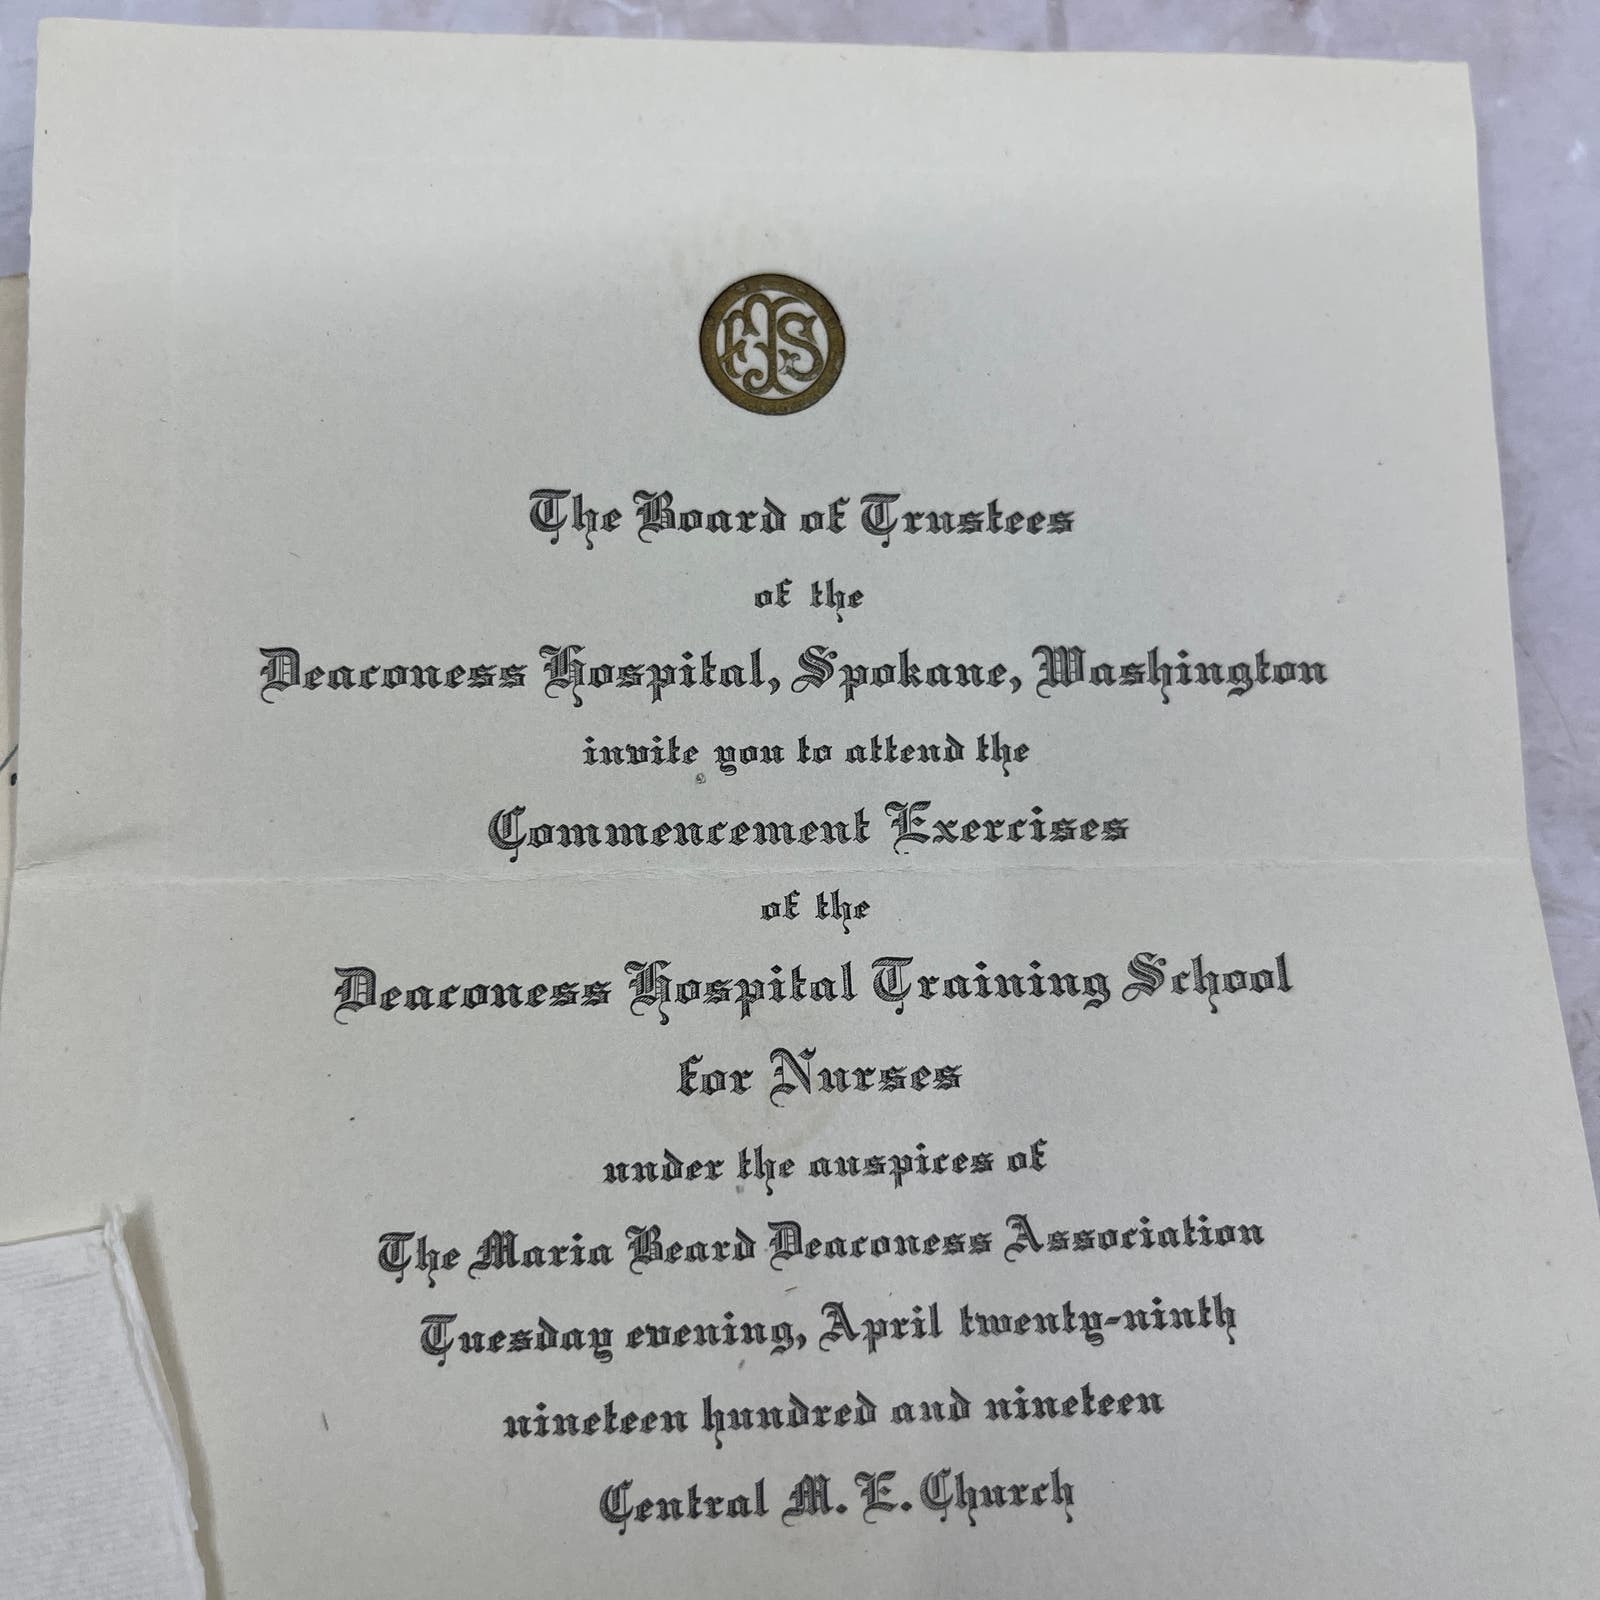 The Board of Trustees
of the
Deaconess Hospital, Spokane, Washington
invite you to attend the
Commencement Exercises
of the
Deaconess Hospital Training School
for Nurses
under the auspices of
The Maria Beard Deaconess Association
Tuesday evening, April twenty-ninth
nineteen hundred and nineteen
Central M. E. Church